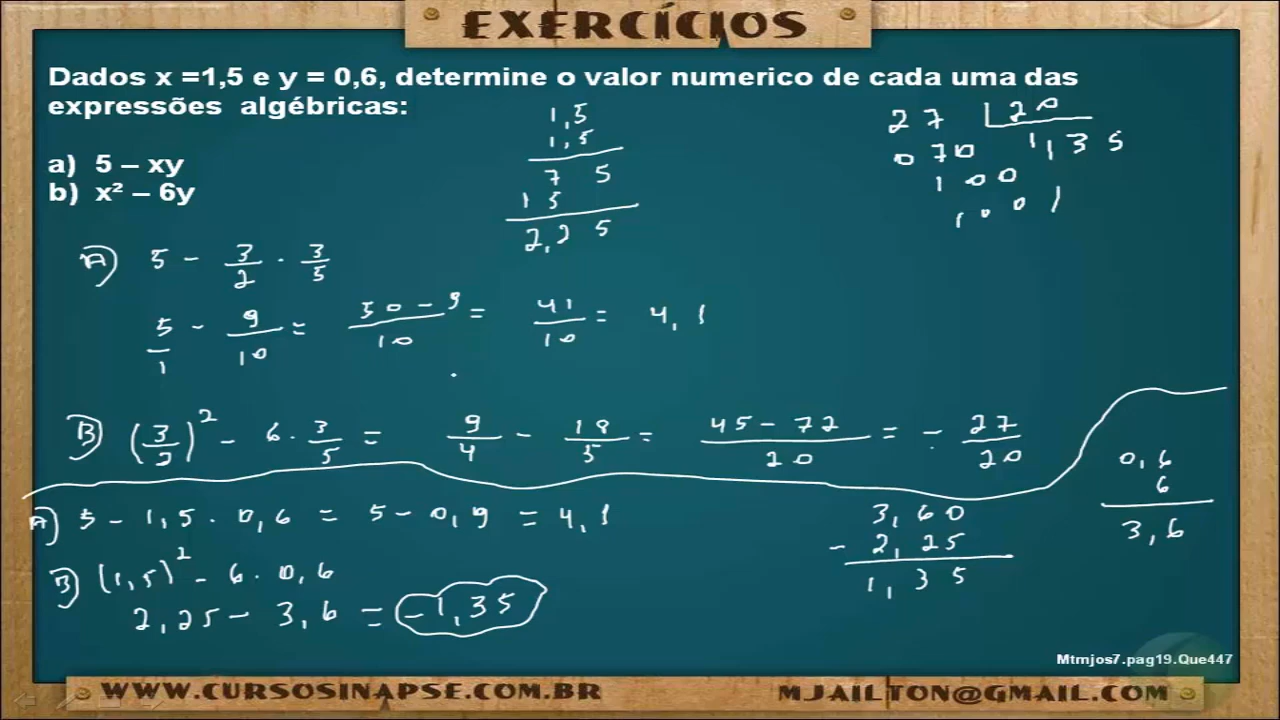 EXERCÍCIOS
Dados x =1,5 e y = 0,6, determine o valor numerico de cada uma das
expressões algébricas:
a) 5 – xy
b) x² – 6y
1,5
1,5
7 5
1 5
2,25
27 | 20
070 1,35
100
100 1
A) 5 - 3/2 · 3/5
5/1 - 9/10 = 50-9/10 = 41/10 = 4,1
B) (3/2)² - 6 · 3/5 = 9/4 - 18/5 = 45-72/20 = - 27/20
A) 5 - 1,5 · 0,6 = 5 - 0,9 = 4,1
B) (1,5)² - 6 · 0,6
2,25 - 3,6 = -1,35
3,60
- 2,25
1,35
0,6
6
3,6
Mtmjos7.pag19.Que447
WWW.CURSOSINAPSE.COM.BR
MJAILTON@GMAIL.COM